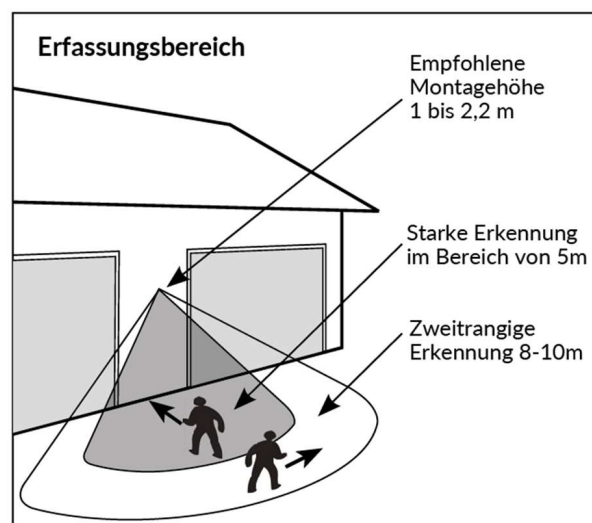 Erfassungsbereich
Empfohlene
Montagehöhe
1 bis 2,2 m
Starke Erkennung
im Bereich von 5m
Zweitrangige
Erkennung 8-10m